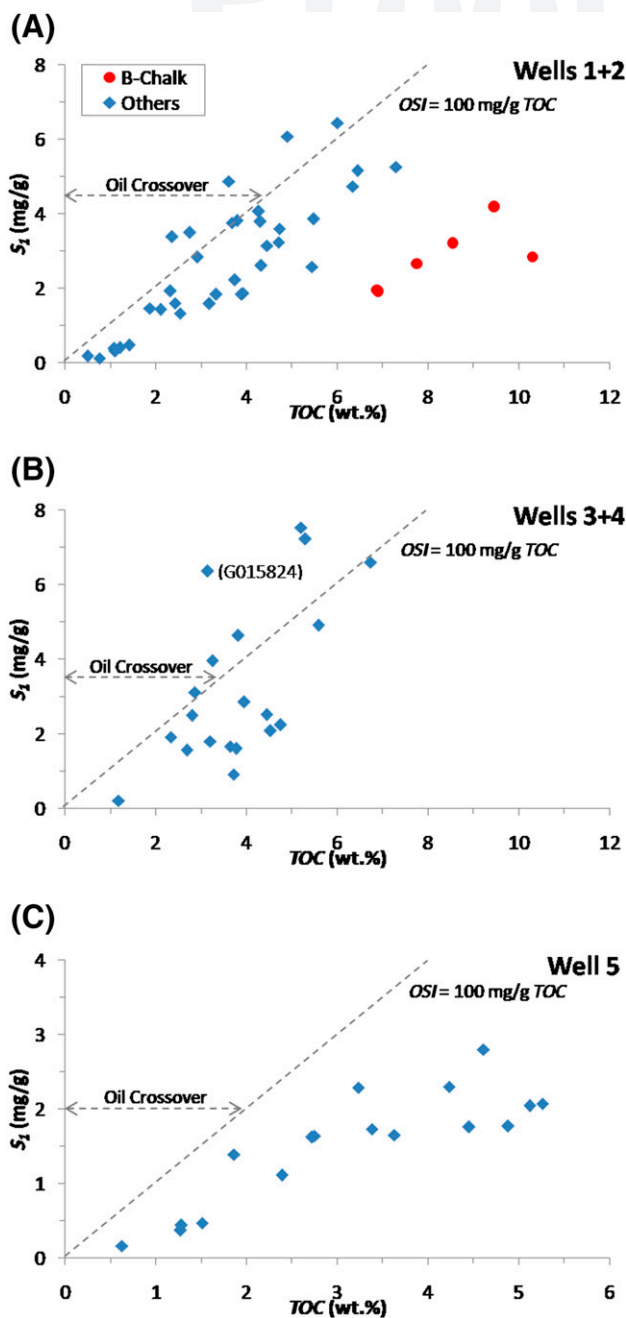 (A)
8
6
4
2
0
S1 (mg/g)
B-Chalk
Others
Wells 1+2
OSI = 100 mg/g TOC
Oil Crossover
0 2 4 6 8 10 12
TOC (wt.%)
(B)
8
6
4
2
0
S1 (mg/g)
Wells 3+4
OSI = 100 mg/g TOC
(G015824)
Oil Crossover
0 2 4 6 8 10 12
TOC (wt.%)
(C)
4
3
2
1
0
S1 (mg/g)
Well 5
OSI = 100 mg/g TOC
Oil Crossover
0 1 2 3 4 5 6
TOC (wt.%)